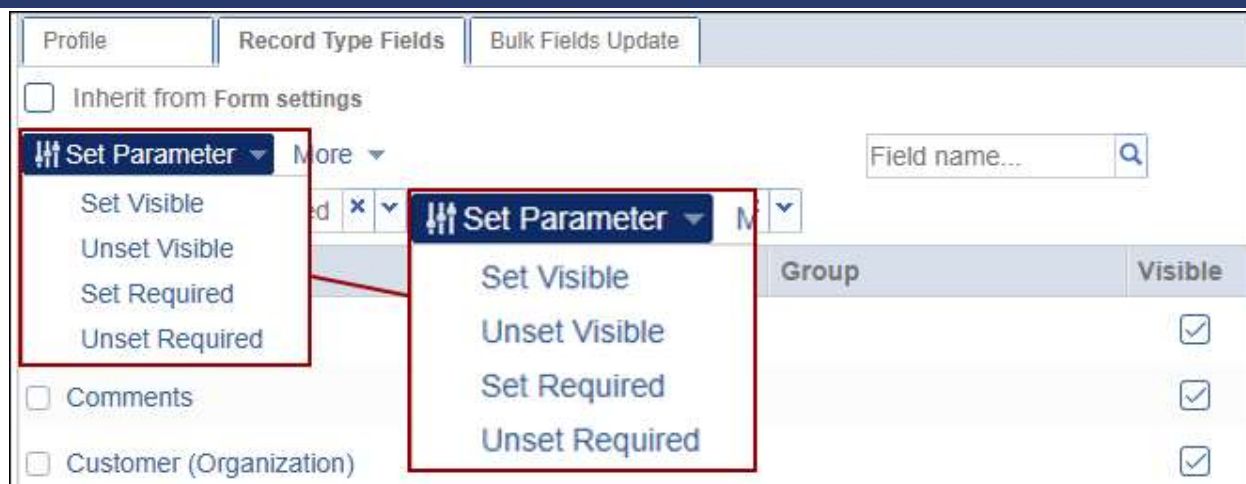 Profile Record Type Fields Bulk Fields Update
Inherit from Form settings
Set Parameter More Field name...
Set Visible
Unset Visible
Set Required
Unset Required
Set Parameter
Set Visible
Unset Visible
Set Required
Unset Required
Group Visible
Comments
Customer (Organization)